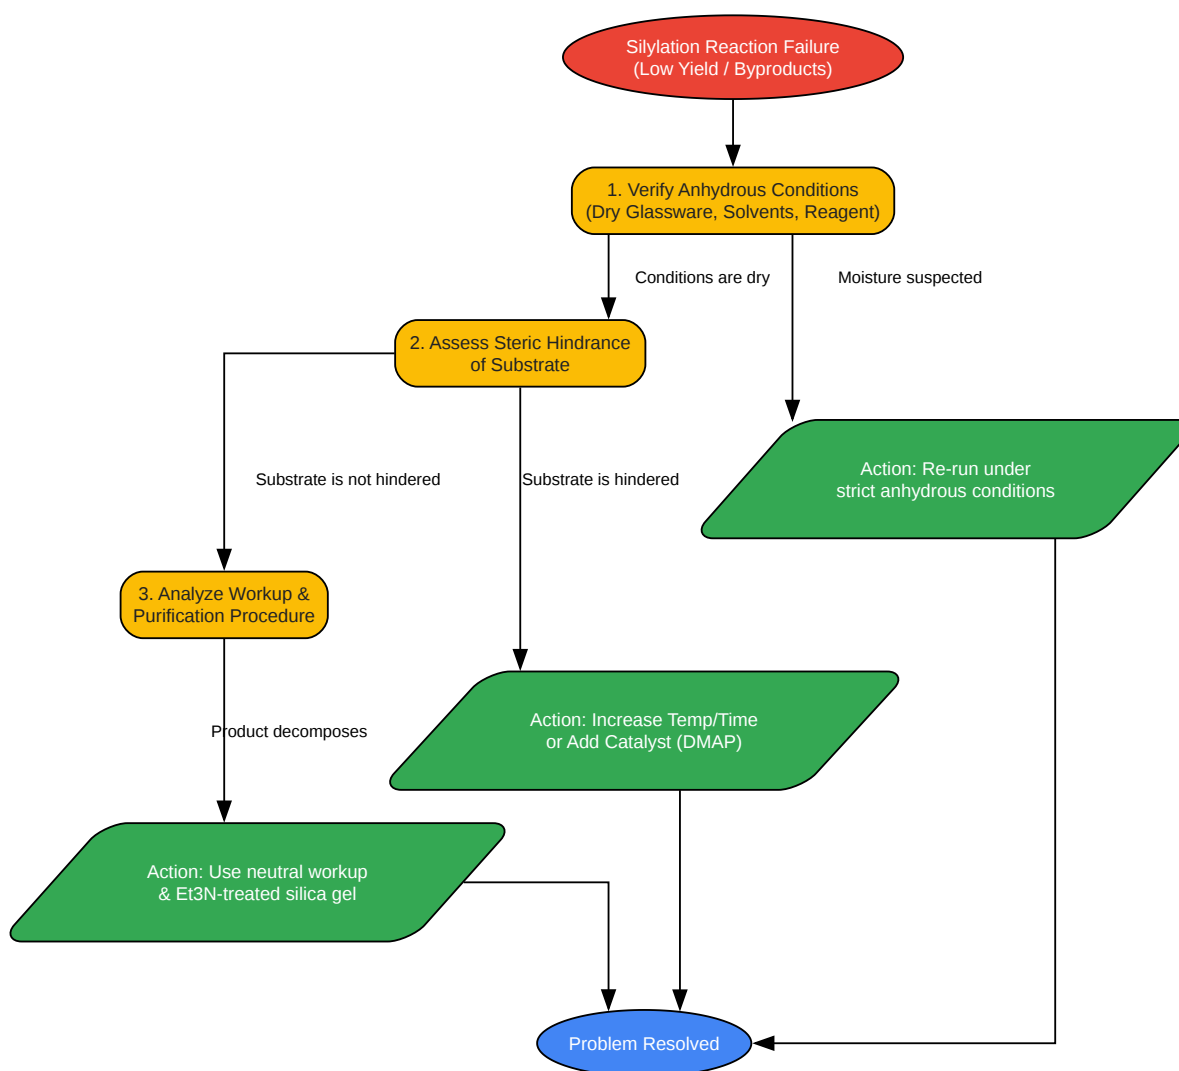 Silylation Reaction Failure
(Low Yield / Byproducts)
1. Verify Anhydrous Conditions
(Dry Glassware, Solvents, Reagent)
Conditions are dry
Moisture suspected
2. Assess Steric Hindrance
of Substrate
Substrate is not hindered
Substrate is hindered
Action: Re-run under
strict anhydrous conditions
3. Analyze Workup &
Purification Procedure
Product decomposes
Action: Increase Temp/Time
or Add Catalyst (DMAP)
Action: Use neutral workup
& Et3N-treated silica gel
Problem Resolved